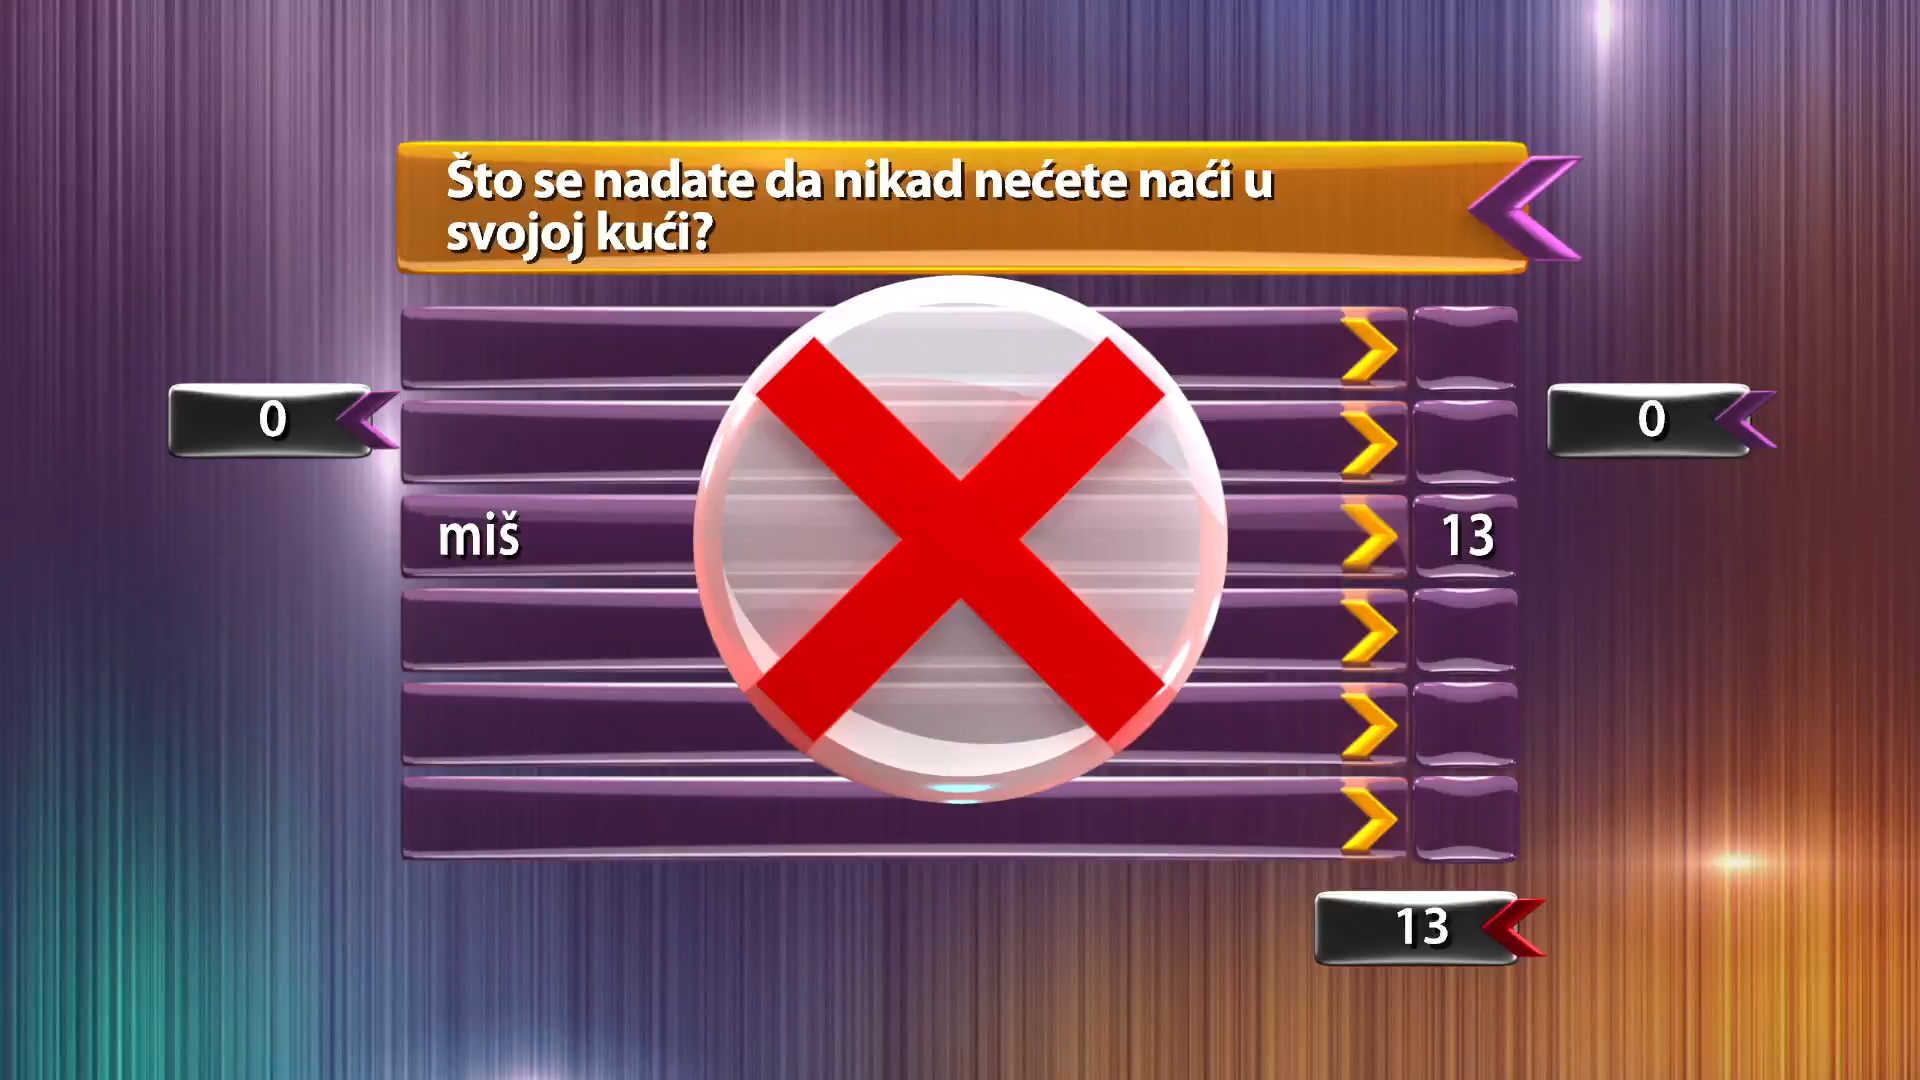 Što se nadate da nikad nećete naći u
svojoj kući?
0
0
miš 13
13